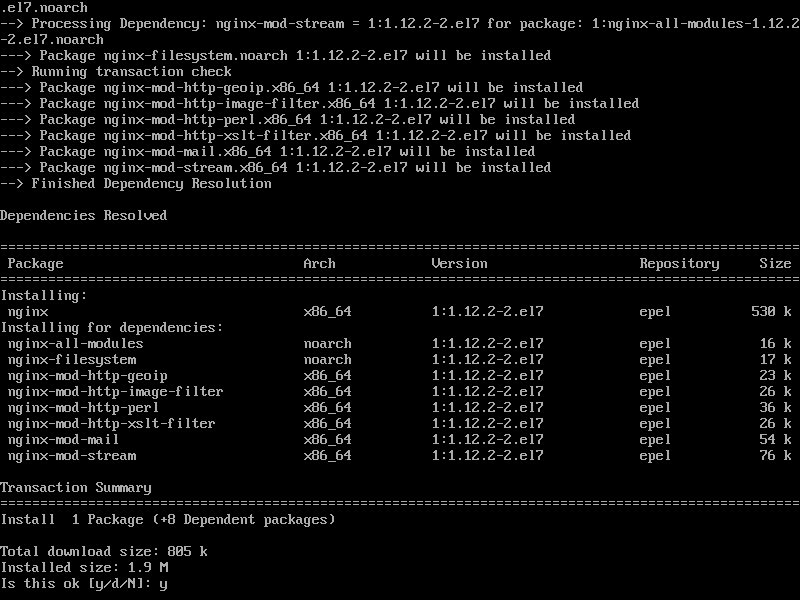 .el7.noarch
--> Processing Dependency: nginx-mod-stream = 1:1.12.2-2.el7 for package: 1:nginx-all-modules-1.12.2
-2.el7.noarch
---> Package nginx-filesystem.noarch 1:1.12.2-2.el7 will be installed
--> Running transaction check
---> Package nginx-mod-http-geoip.x86_64 1:1.12.2-2.el7 will be installed
---> Package nginx-mod-http-image-filter.x86_64 1:1.12.2-2.el7 will be installed
---> Package nginx-mod-http-perl.x86_64 1:1.12.2-2.el7 will be installed
---> Package nginx-mod-http-xslt-filter.x86_64 1:1.12.2-2.el7 will be installed
---> Package nginx-mod-mail.x86_64 1:1.12.2-2.el7 will be installed
---> Package nginx-mod-stream.x86_64 1:1.12.2-2.el7 will be installed
--> Finished Dependency Resolution

Dependencies Resolved

====================================================================================================
 Package                              Arch            Version                   Repository     Size
====================================================================================================
Installing:
 nginx                                x86_64          1:1.12.2-2.el7            epel          530 k
Installing for dependencies:
 nginx-all-modules                    noarch          1:1.12.2-2.el7            epel           16 k
 nginx-filesystem                     noarch          1:1.12.2-2.el7            epel           17 k
 nginx-mod-http-geoip                 x86_64          1:1.12.2-2.el7            epel           23 k
 nginx-mod-http-image-filter          x86_64          1:1.12.2-2.el7            epel           26 k
 nginx-mod-http-perl                  x86_64          1:1.12.2-2.el7            epel           36 k
 nginx-mod-http-xslt-filter           x86_64          1:1.12.2-2.el7            epel           26 k
 nginx-mod-mail                       x86_64          1:1.12.2-2.el7            epel           54 k
 nginx-mod-stream                     x86_64          1:1.12.2-2.el7            epel           76 k

Transaction Summary
====================================================================================================
Install  1 Package (+8 Dependent packages)

Total download size: 805 k
Installed size: 1.9 M
Is this ok [y/d/N]: y